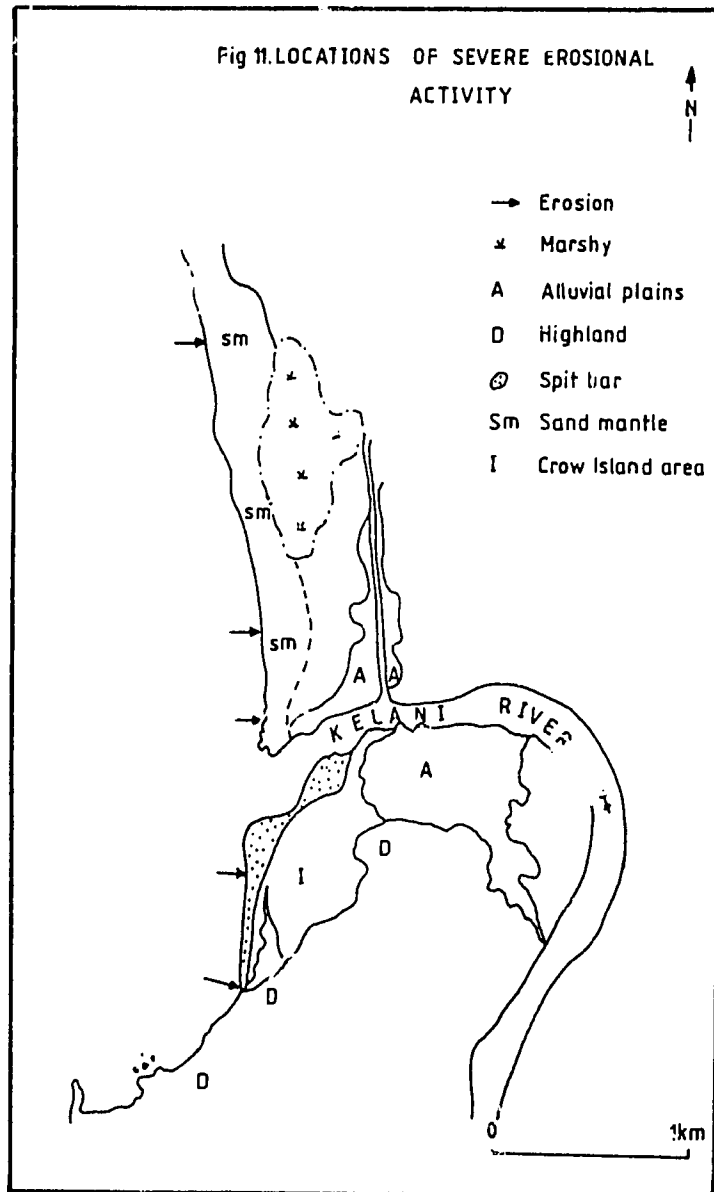 Fig 11. LOCATIONS OF SEVERE EROSIONAL
ACTIVITY
N
Erosion
Marshy
A Alluvial plains
D Highland
Spit bar
Sm Sand mantle
I Crow Island area
sm
sm
sm
A A
KELANI RIVER
A
D
I
D
D
0 1km